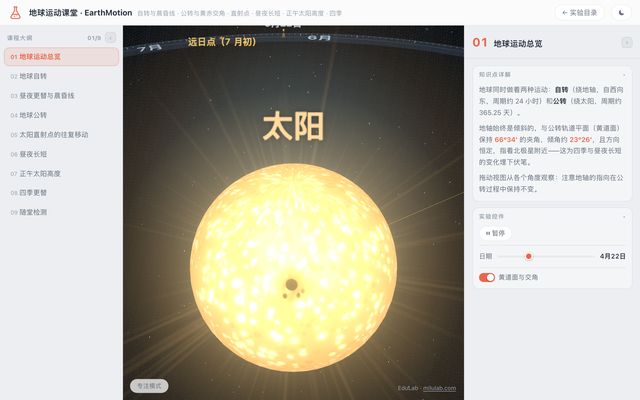 地球运动课堂 · EarthMotion
自转与晨昏线 · 公转与黄赤交角 · 直射点 · 昼夜长短 · 正午太阳高度 · 四季
← 实验目录
课程大纲
01/9
01 地球运动总览
02 地球自转
03 昼夜更替与晨昏线
04 地球公转
05 太阳直射点的往复移动
06 昼夜长短
07 正午太阳高度
08 四季更替
09 随堂检测
7月
远日点（7 月初）
6月
太阳
专注模式
EduLab · milulab.com
01 地球运动总览
知识点详解
地球同时做着两种运动：自转（绕地轴，自西向
东，周期约 24 小时）和公转（绕太阳，周期约
365.25 天）。
地轴始终是倾斜的，与公转轨道平面（黄道面）
保持 66°34′ 的夹角，倾角约 23°26′，且方向
恒定，指着北极星附近——这为四季与昼夜长短
的变化埋下伏笔。
拖动视图从各个角度观察：注意地轴的指向在公
转过程中保持不变。
实验控件
暂停
日期
4月22日
黄道面与交角